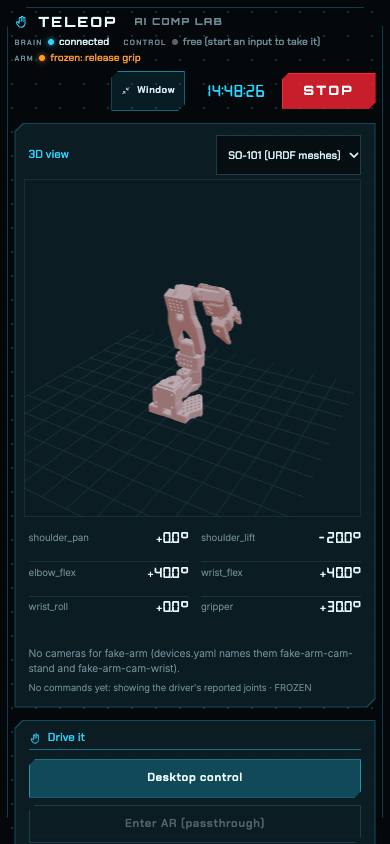 TELEOP AI COMP LAB
BRAIN connected CONTROL free (start an input to take it)
ARM frozen: release grip
Window 14:48:26 STOP
3D view SO-101 (URDF meshes)
shoulder_pan +0.0° shoulder_lift -20.0°
elbow_flex +40.0° wrist_flex +40.0°
wrist_roll +0.0° gripper +30.0°
No cameras for fake-arm (devices.yaml names them fake-arm-cam-
stand and fake-arm-cam-wrist).
No commands yet: showing the driver's reported joints · FROZEN
Drive it
Desktop control
Enter AR (passthrough)